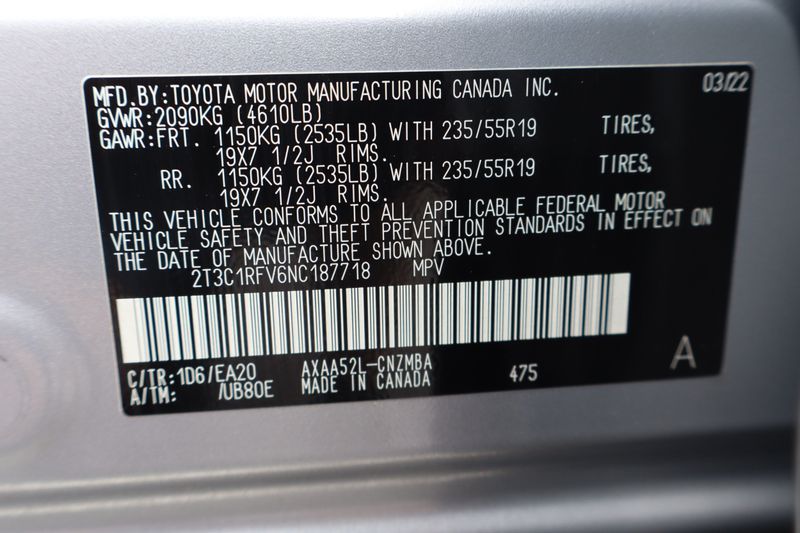 MFD.BY:TOYOTA MOTOR MANUFACTURING CANADA INC. 03/22
GVWR:2090KG (4610LB)
GAWR:FRT. 1150KG (2535LB) WITH 235/55R19 TIRES,
19X7 1/2J RIMS.
RR. 1150KG (2535LB) WITH 235/55R19 TIRES,
19X7 1/2J RIMS.
THIS VEHICLE CONFORMS TO ALL APPLICABLE FEDERAL MOTOR
VEHICLE SAFETY AND THEFT PREVENTION STANDARDS IN EFFECT ON
THE DATE OF MANUFACTURE SHOWN ABOVE.
2T3C1RFV6NC187718 MPV
A
C/TR:1D6/EA20 AXAA52L-CNZMBA 475
A/TM: /UB80E MADE IN CANADA